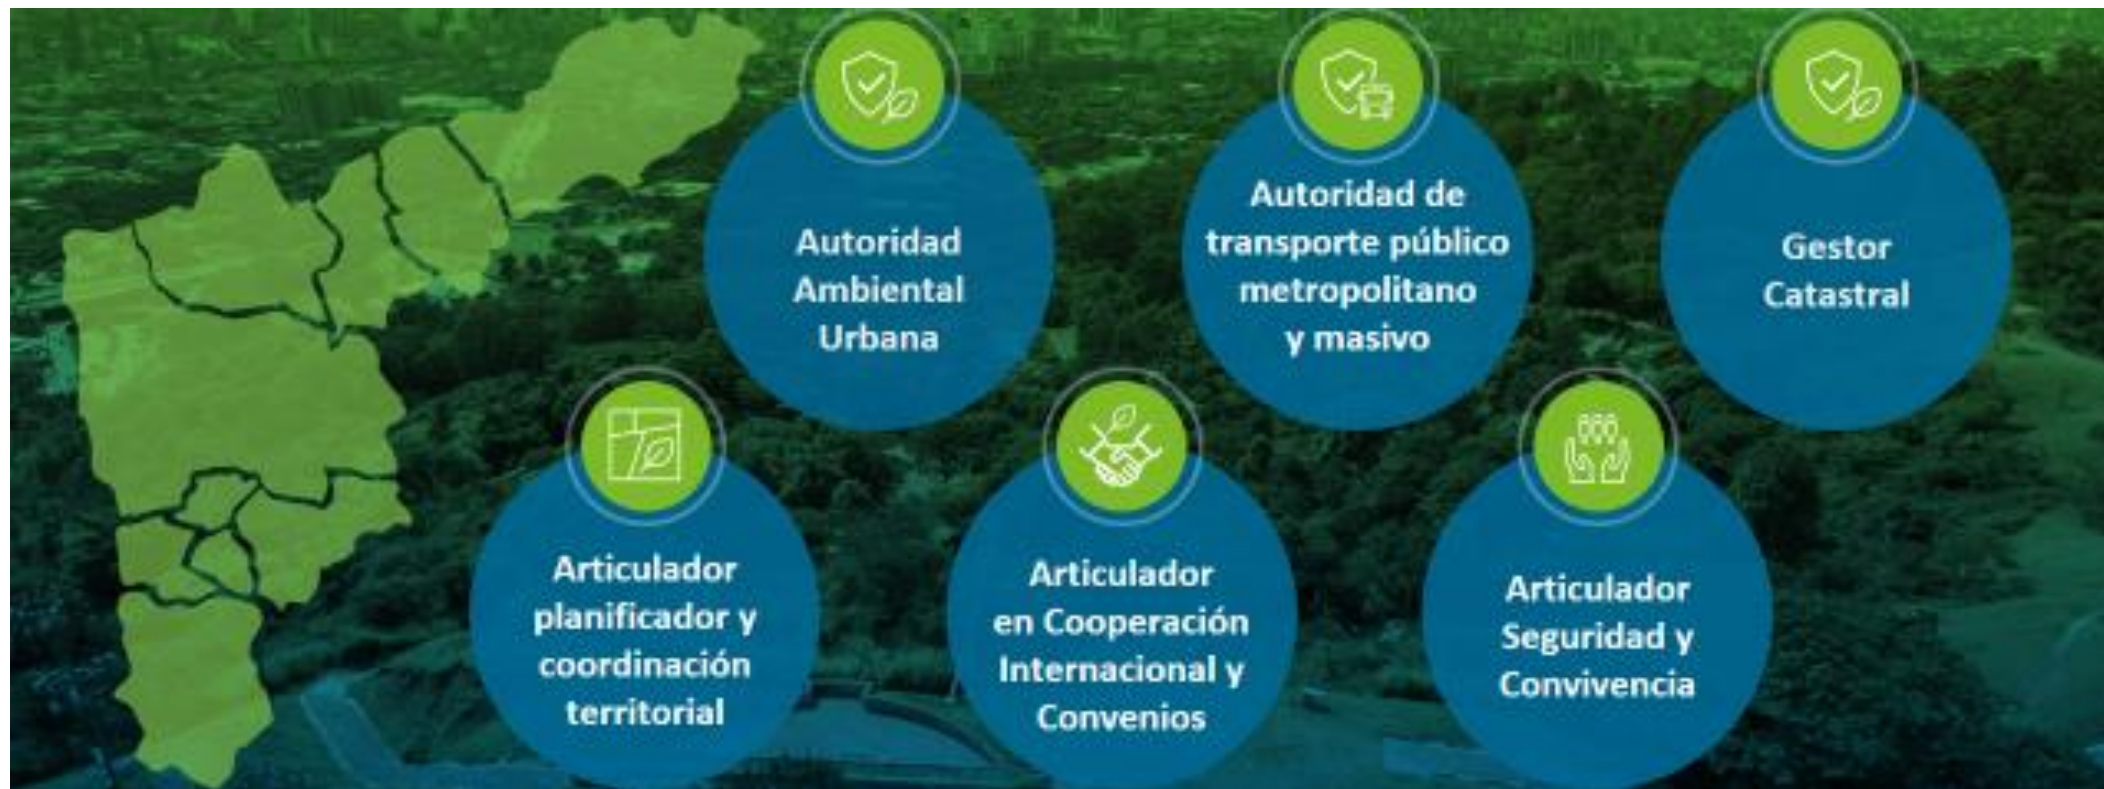 Autoridad
Ambiental
Urbana
Autoridad de
transporte público
metropolitano
y masivo
Gestor
Catastral
Articulador
planificador y
coordinación
territorial
Articulador
en Cooperación
Internacional y
Convenios
Articulador
Seguridad y
Convivencia